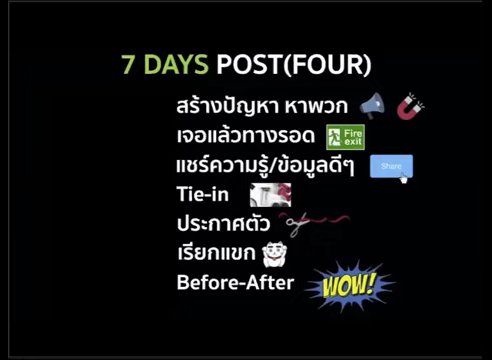 7 DAYS POST(FOUR)
สร้างปัญหา หาพวก
เจอแล้วทางรอด Fire exit
แชร์ความรู้/ข้อมูลดีๆ Share
Tie-in
ประกาศตัว
เรียกแขก
Before-After WOW!